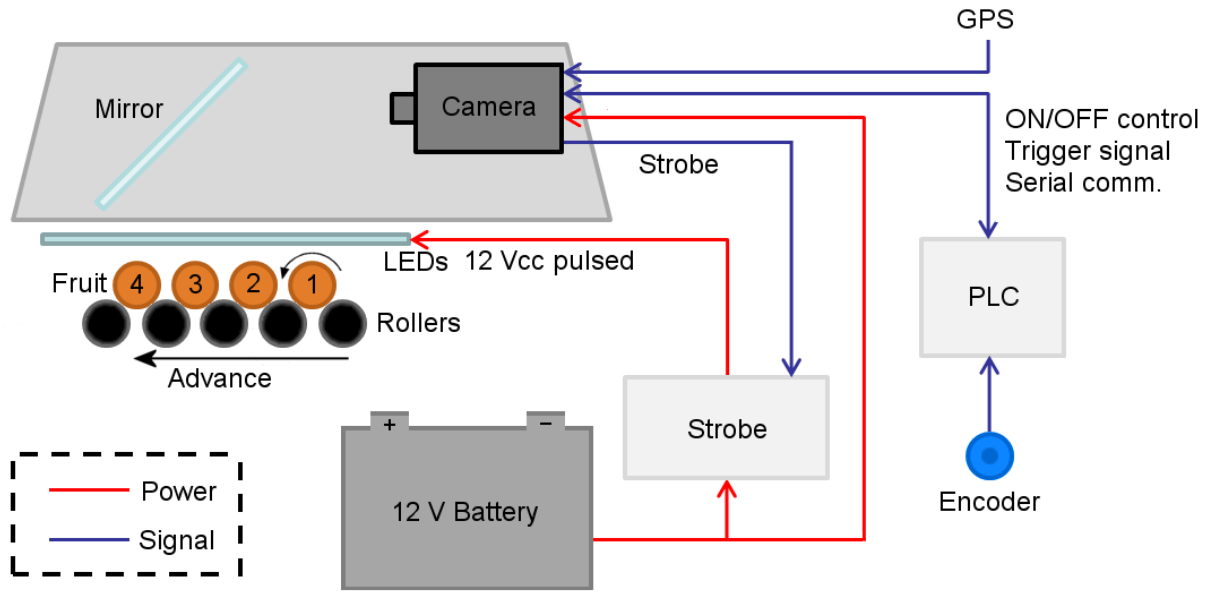 GPS
Mirror
Camera
ON/OFF control
Trigger signal
Serial comm.
Strobe
LEDs 12 Vcc pulsed
Fruit
4 3 2 1
PLC
Rollers
Advance
+ −
Strobe
12 V Battery
Encoder
Power
Signal